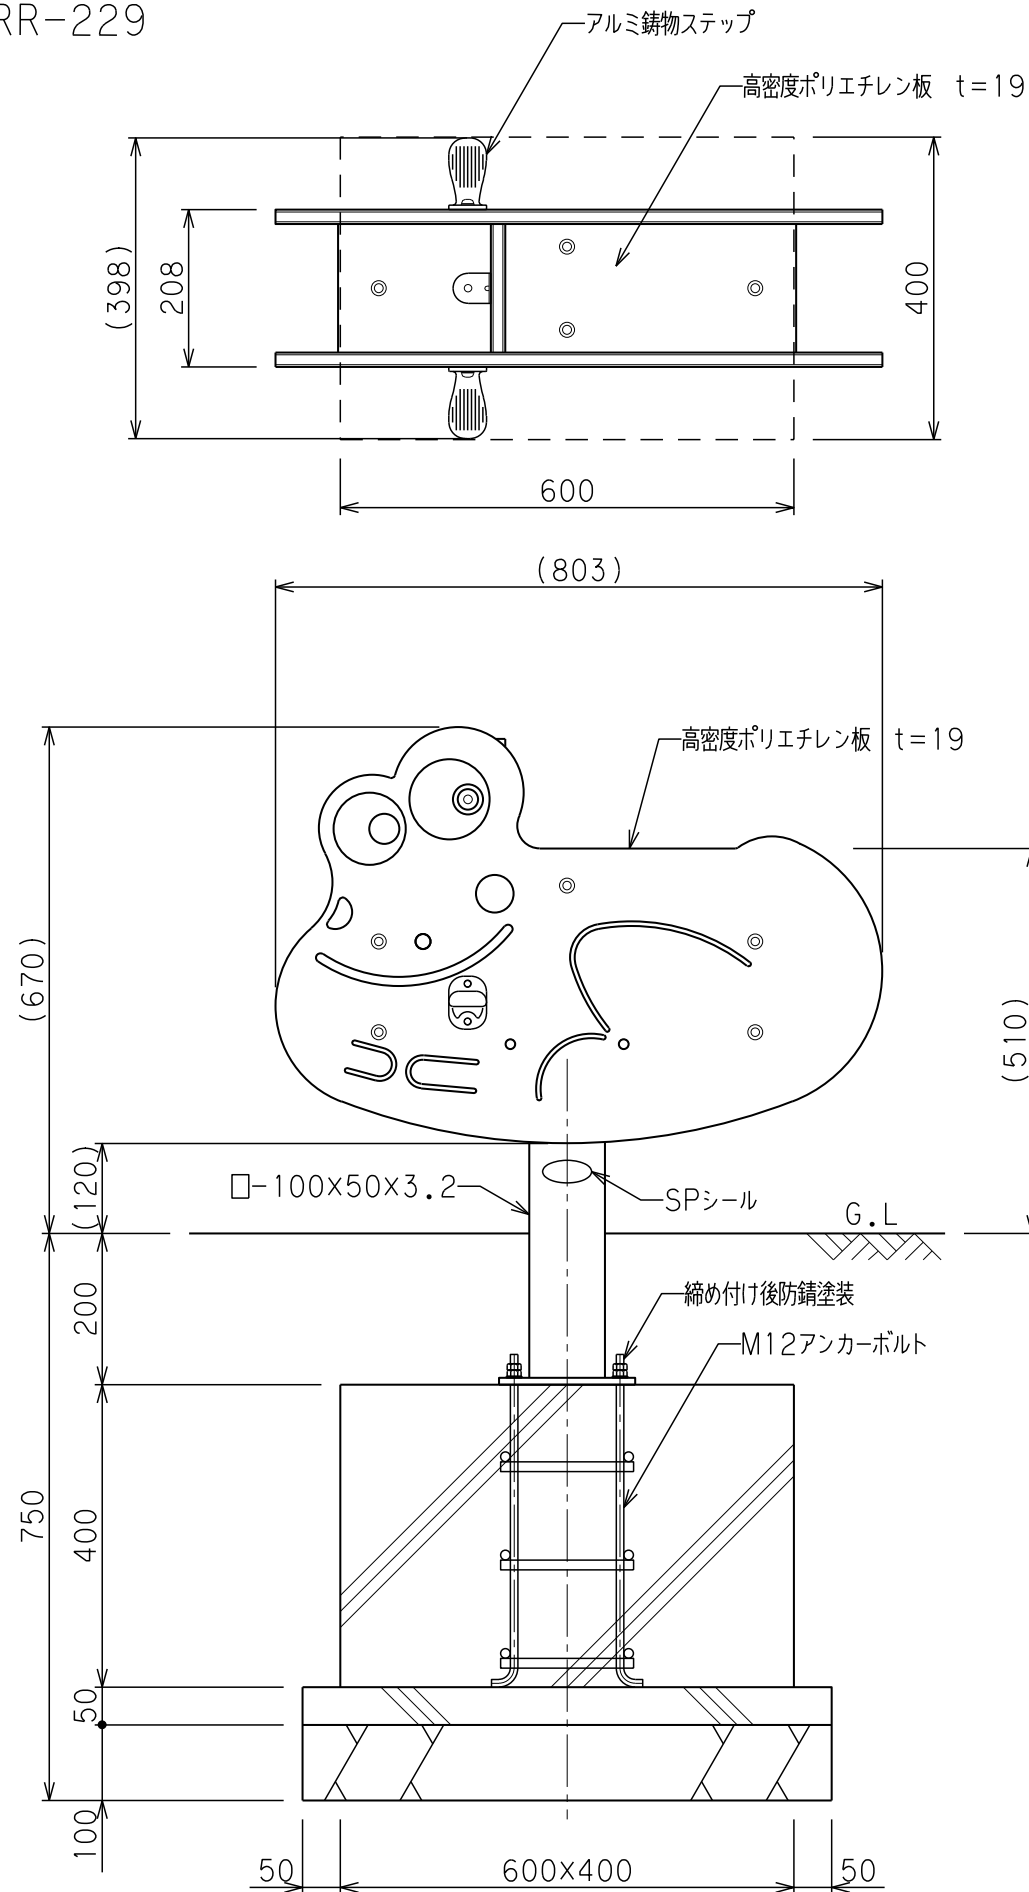 RR-229
アルミ鋳物ステップ
高密度ポリエチレン板 t=19
(398)
208
400
600
(803)
高密度ポリエチレン板 t=19
(670)
(510)
(120)
□-100x50x3.2
SPシール
G.L
200
締め付け後防錆塗装
M12アンカーボルト
750
400
50
100
50
600x400
50